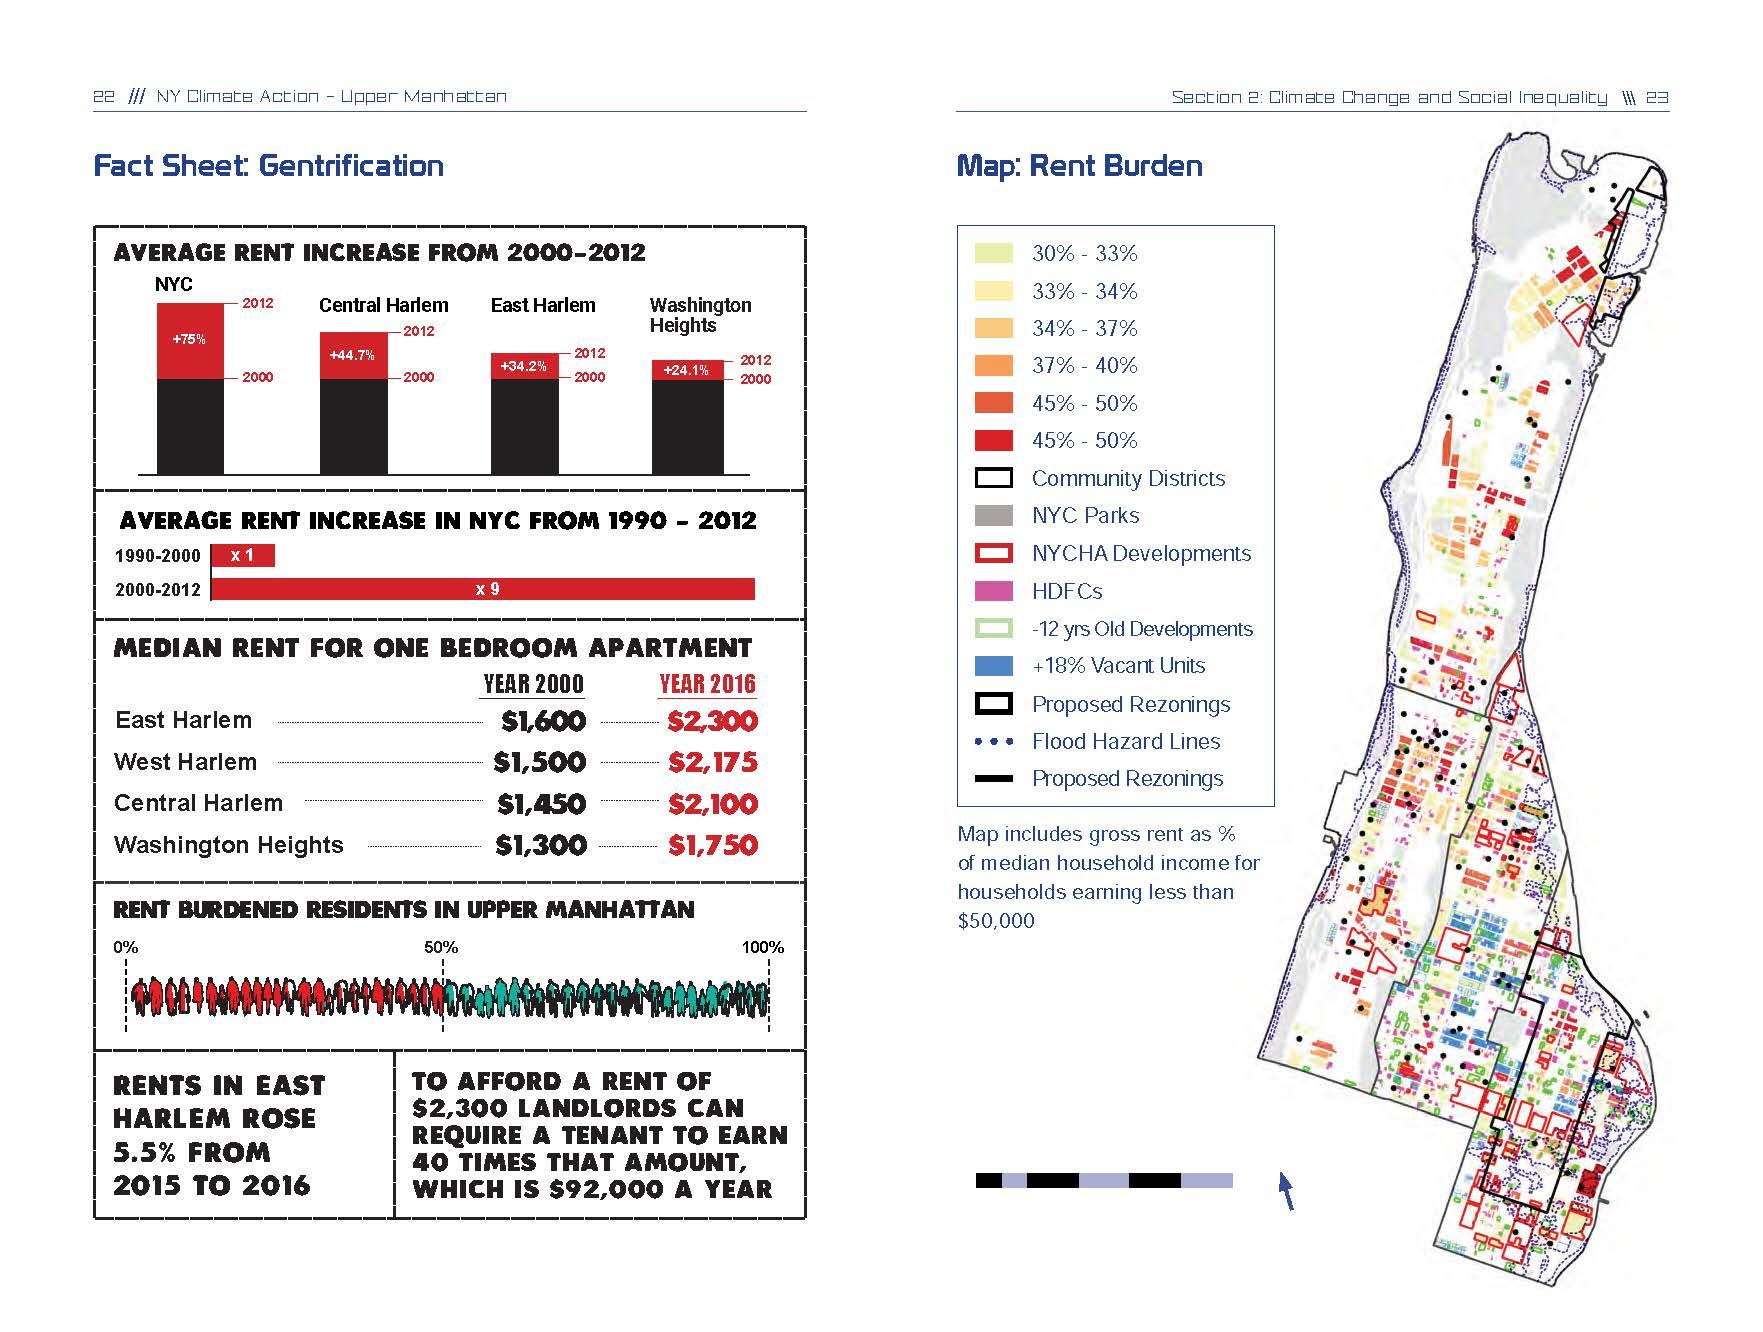 22 /// NY Climate Action - Upper Manhattan
Fact Sheet: Gentrification
AVERAGE RENT INCREASE FROM 2000-2012
NYC
2012
+75%
2000
Central Harlem
2012
+44.7%
2000
East Harlem
2012
+34.2%
2000
Washington
Heights
2012
+24.1%
2000
AVERAGE RENT INCREASE IN NYC FROM 1990 - 2012
1990-2000 x 1
2000-2012 x 9
MEDIAN RENT FOR ONE BEDROOM APARTMENT
YEAR 2000 YEAR 2016
East Harlem $1,600 $2,300
West Harlem $1,500 $2,175
Central Harlem $1,450 $2,100
Washington Heights $1,300 $1,750
RENT BURDENED RESIDENTS IN UPPER MANHATTAN
0% 50% 100%
RENTS IN EAST
HARLEM ROSE
5.5% FROM
2015 TO 2016
TO AFFORD A RENT OF
$2,300 LANDLORDS CAN
REQUIRE A TENANT TO EARN
40 TIMES THAT AMOUNT,
WHICH IS $92,000 A YEAR
Section 2: Climate Change and Social Inequality \\\ 23
Map: Rent Burden
30% - 33%
33% - 34%
34% - 37%
37% - 40%
45% - 50%
45% - 50%
Community Districts
NYC Parks
NYCHA Developments
HDFCs
-12 yrs Old Developments
+18% Vacant Units
Proposed Rezonings
Flood Hazard Lines
Proposed Rezonings
Map includes gross rent as %
of median household income for
households earning less than
$50,000